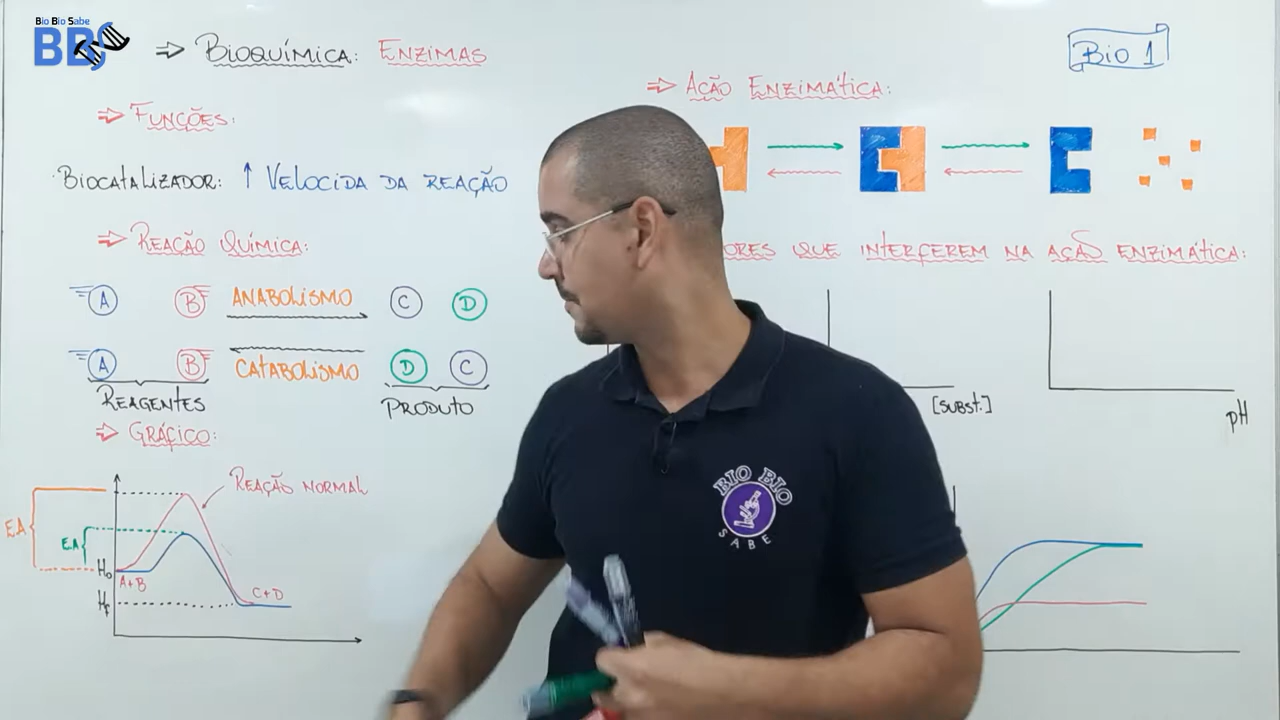 Bio Bio Sabe
BBS
⇒ BIOQUÍMICA: ENZIMAS
Bio 1
⇒ FUNÇÕES:
BIOCATALIZADOR: ↑ VELOCIDA DA REAÇÃO
⇒ REAÇÃO QUÍMICA:
A B ANABOLISMO C D
A B CATABOLISMO D C
REAGENTES PRODUTO
⇒ GRÁFICO:
REAÇÃO NORMAL
EA
EA
H₀
A+B
C+D
Hf
⇒ AÇÃO ENZIMÁTICA:
QUE INTERFEREM NA AÇÃO ENZIMÁTICA:
[SUBST.]
pH
BIO BIO
SABE